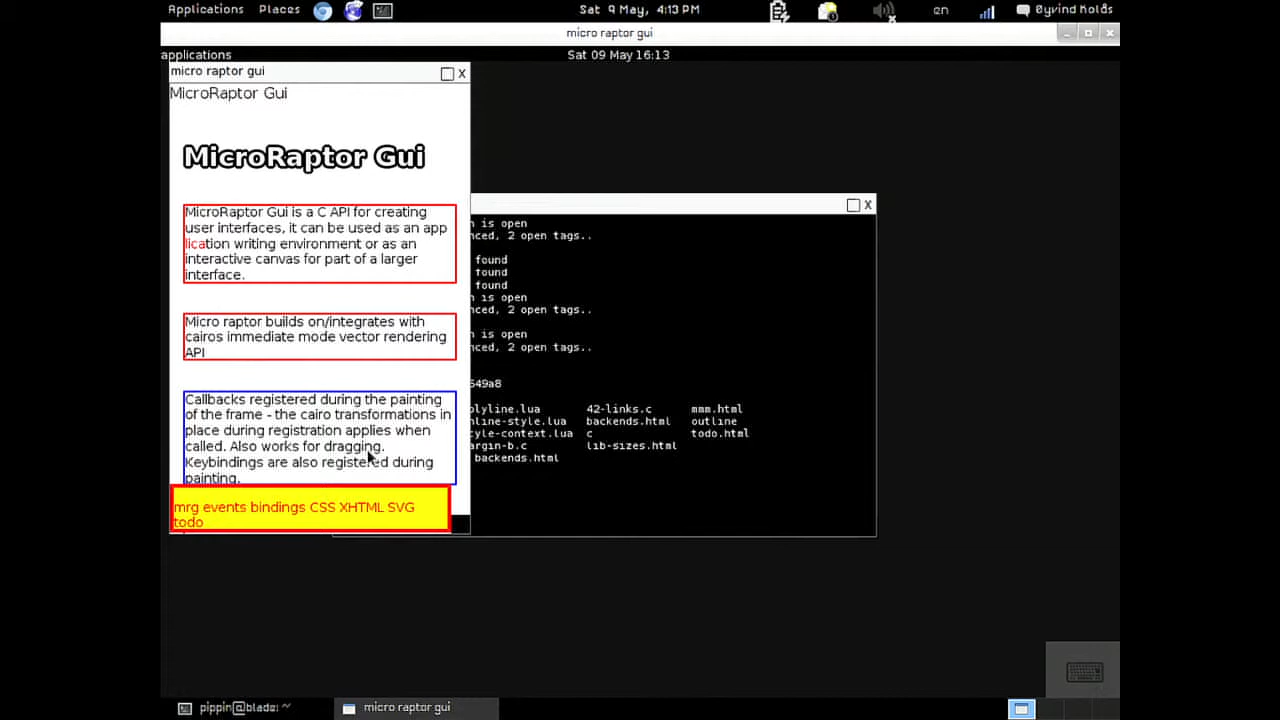 Applications Places Sat 9 May, 4:13 PM en Øyvind Kolås
micro raptor gui
applications Sat 09 May 16:13
micro raptor gui X
MicroRaptor Gui
MicroRaptor Gui
MicroRaptor Gui is a C API for creating
user interfaces, it can be used as an app
lication writing environment or as an
interactive canvas for part of a larger
interface.
Micro raptor builds on/integrates with
cairos immediate mode vector rendering
API
Callbacks registered during the painting
of the frame - the cairo transformations in
place during registration applies when
called. Also works for dragging.
Keybindings are also registered during
painting.
mrg events bindings CSS XHTML SVG
todo
X
is open
nced, 2 open tags..
found
found
found
is open
nced, 2 open tags..
is open
nced, 2 open tags..
649a8
olyline.lua 42-links.c mmm.html
nline-style.lua backends.html outline
tyle-context.lua c todo.html
argin-b.c lib-sizes.html
backends.html
pippin@blade: ~ micro raptor gui